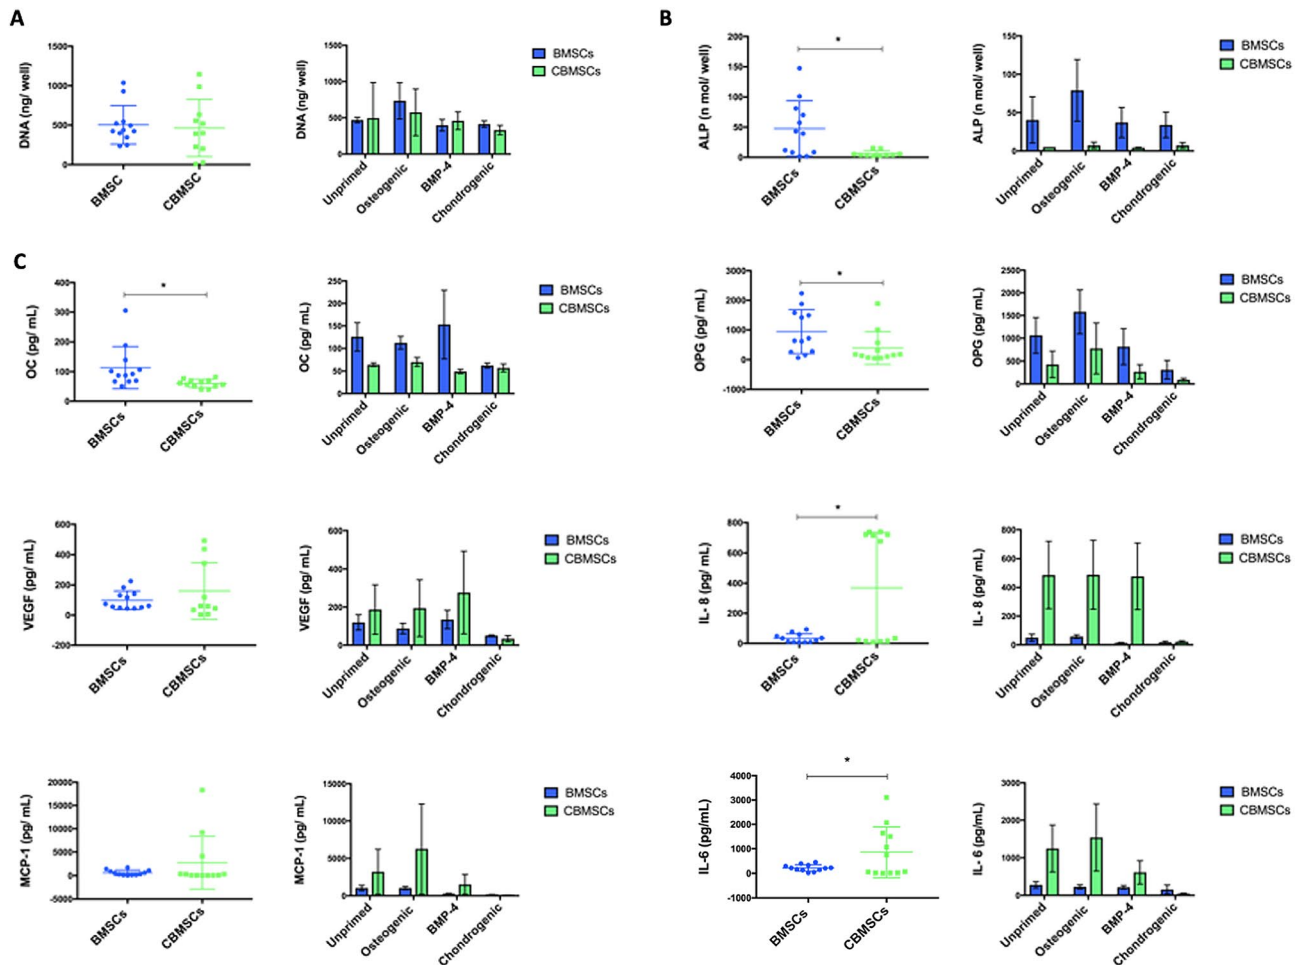 A
DNA (ng/ well)
1500
1000
500
0
BMSC
CBMSC
DNA (ng/ well)
1500
1000
500
0
Unprimed
Osteogenic
BMP-4
Chondrogenic
BMSCs
CBMSCs
B
ALP (n mol/ well)
200
150
100
50
0
*
BMSCs
CBMSCs
ALP (n mol/ well)
150
100
50
0
Unprimed
Osteogenic
BMP-4
Chondrogenic
BMSCs
CBMSCs
C
OC (pg/ mL)
400
300
200
100
0
*
BMSCs
CBMSCs
OC (pg/ mL)
250
200
150
100
50
0
Unprimed
Osteogenic
BMP-4
Chondrogenic
BMSCs
CBMSCs
OPG (pg/ mL)
3000
2000
1000
0
-1000
*
BMSCs
CBMSCs
OPG (pg/ mL)
2500
2000
1500
1000
500
0
Unprimed
Osteogenic
BMP-4
Chondrogenic
BMSCs
CBMSCs
VEGF (pg/ mL)
600
400
200
0
-200
BMSCs
CBMSCs
VEGF (pg/ mL)
600
400
200
0
Unprimed
Osteogenic
BMP-4
Chondrogenic
BMSCs
CBMSCs
IL- 8 (pg/ mL)
800
600
400
200
0
*
BMSCs
CBMSCs
IL- 8 (pg/ mL)
800
600
400
200
0
Unprimed
Osteogenic
BMP-4
Chondrogenic
BMSCs
CBMSCs
MCP-1 (pg/ mL)
20000
15000
10000
5000
0
-5000
BMSCs
CBMSCs
MCP-1 (pg/ mL)
15000
10000
5000
0
Unprimed
Osteogenic
BMP-4
Chondrogenic
BMSCs
CBMSCs
IL-6 (pg/mL)
4000
3000
2000
1000
0
-1000
*
BMSCs
CBMSCs
IL- 6 (pg/mL)
3000
2000
1000
0
Unprimed
Osteogenic
BMP-4
Chondrogenic
BMSCs
CBMSCs